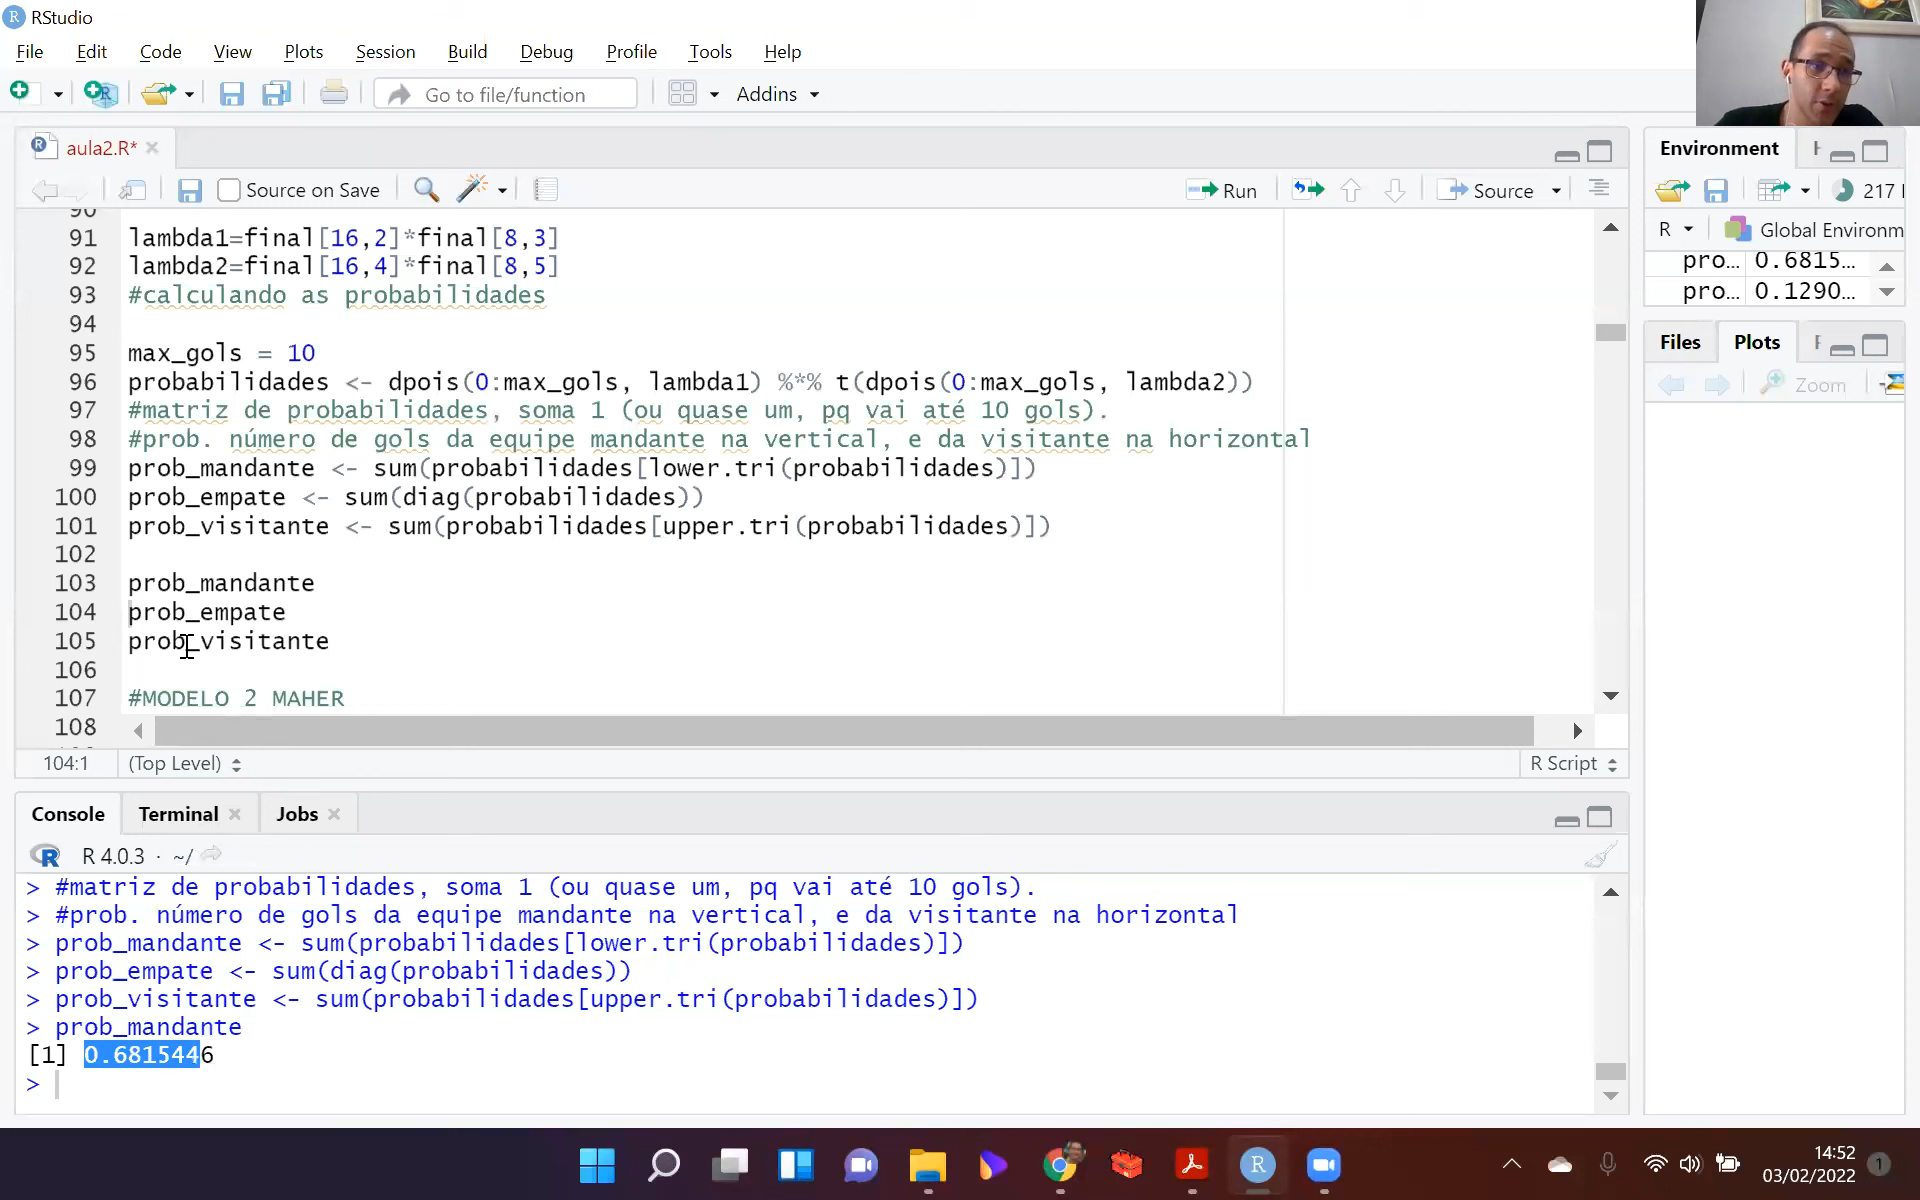 RStudio
File Edit Code View Plots Session Build Debug Profile Tools Help
Go to file/function Addins
aula2.R*
Source on Save Run Source
90
91 lambda1=final[16,2]*final[8,3]
92 lambda2=final[16,4]*final[8,5]
93 #calculando as probabilidades
94
95 max_gols = 10
96 probabilidades <- dpois(0:max_gols, lambda1) %*% t(dpois(0:max_gols, lambda2))
97 #matriz de probabilidades, soma 1 (ou quase um, pq vai até 10 gols).
98 #prob. número de gols da equipe mandante na vertical, e da visitante na horizontal
99 prob_mandante <- sum(probabilidades[lower.tri(probabilidades)])
100 prob_empate <- sum(diag(probabilidades))
101 prob_visitante <- sum(probabilidades[upper.tri(probabilidades)])
102
103 prob_mandante
104 prob_empate
105 prob_visitante
106
107 #MODELO 2 MAHER
108
104:1 (Top Level) R Script
Console Terminal Jobs
R 4.0.3 · ~/
> #matriz de probabilidades, soma 1 (ou quase um, pq vai até 10 gols).
> #prob. número de gols da equipe mandante na vertical, e da visitante na horizontal
> prob_mandante <- sum(probabilidades[lower.tri(probabilidades)])
> prob_empate <- sum(diag(probabilidades))
> prob_visitante <- sum(probabilidades[upper.tri(probabilidades)])
> prob_mandante
[1] 0.6815446
>
Environment
217
R Global Environm
pro... 0.6815...
pro... 0.1290...
Files Plots
Zoom
14:52
03/02/2022
1